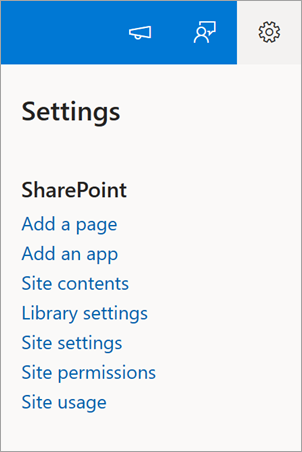 Settings
SharePoint
Add a page
Add an app
Site contents
Library settings
Site settings
Site permissions
Site usage